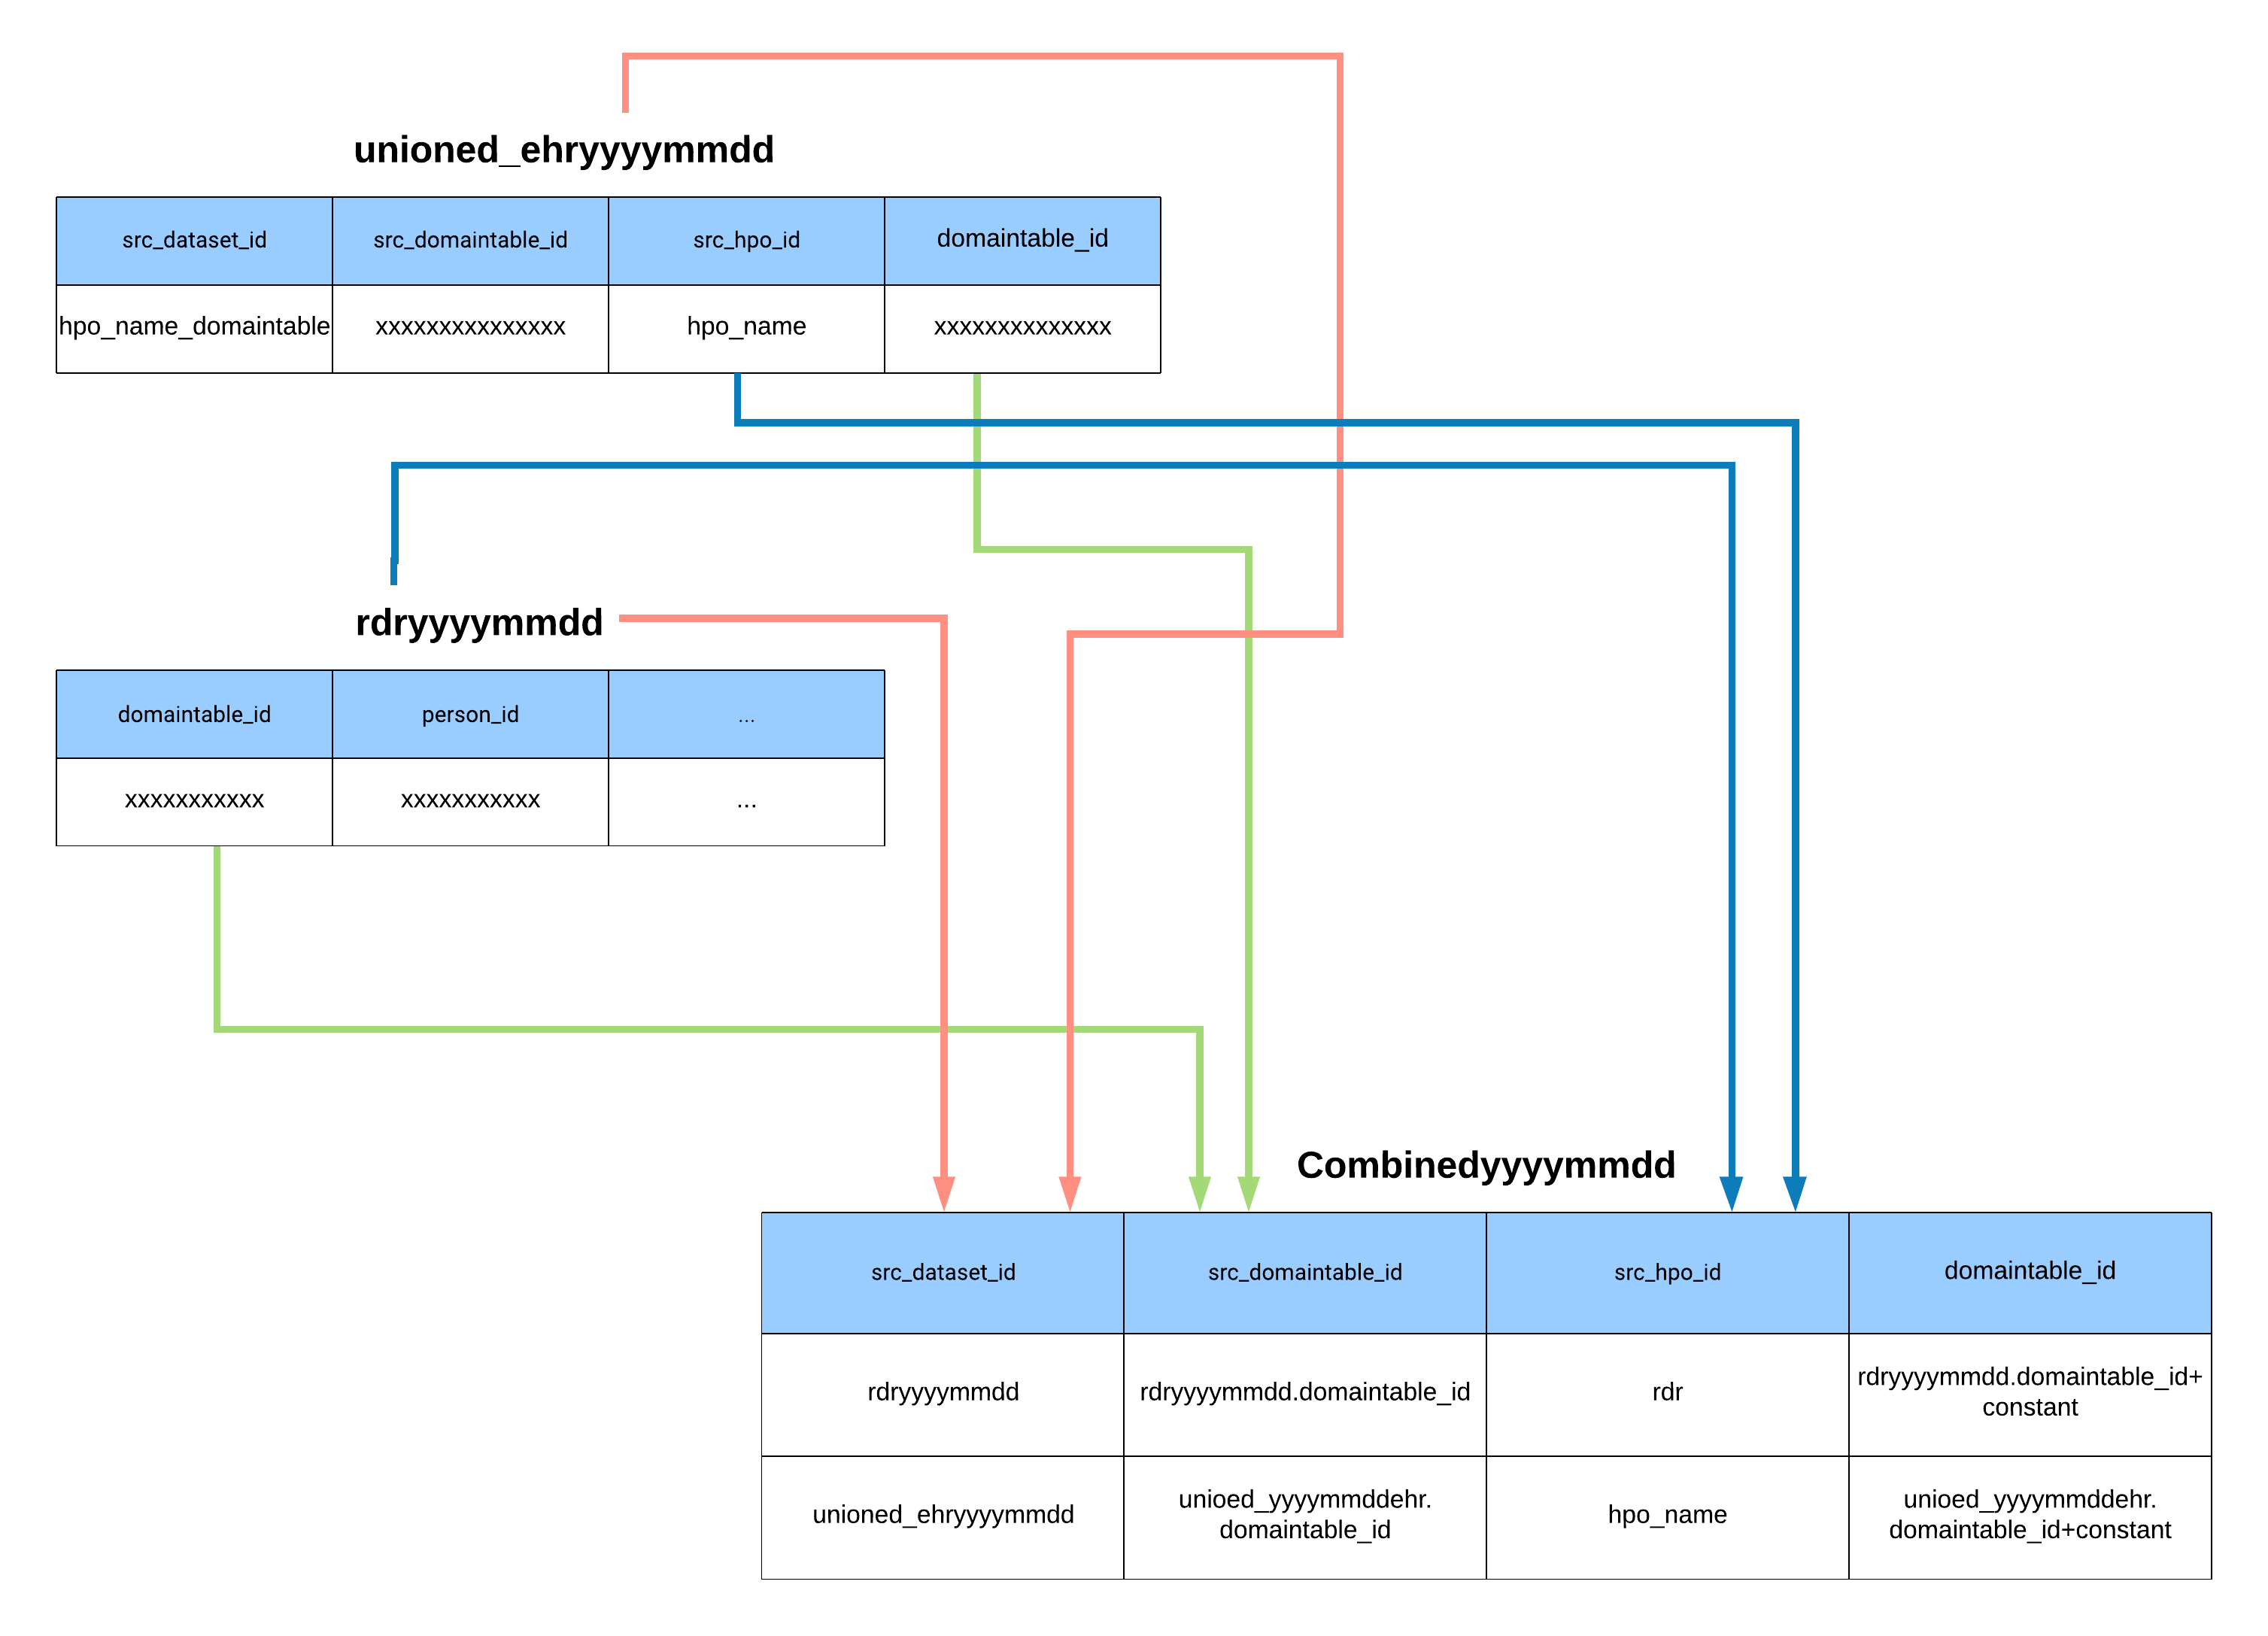 unioned_ehryyyymmdd
src_dataset_id
src_domaintable_id
src_hpo_id
domaintable_id
hpo_name_domaintable
xxxxxxxxxxxxxxx
hpo_name
xxxxxxxxxxxxxx
rdryyyymmdd
domaintable_id
person_id
...
xxxxxxxxxxx
xxxxxxxxxxx
...
Combinedyyyymmdd
src_dataset_id
src_domaintable_id
src_hpo_id
domaintable_id
rdryyyymmdd
rdryyyymmdd.domaintable_id
rdr
rdryyyymmdd.domaintable_id+
constant
unioned_ehryyyymmdd
unioed_yyyymmddehr.
domaintable_id
hpo_name
unioed_yyyymmddehr.
domaintable_id+constant